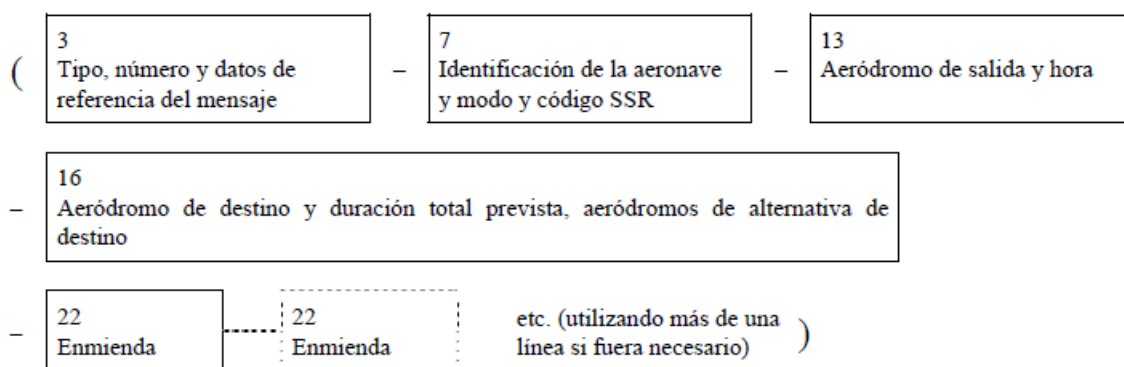 3 7 13
( Tipo, número y datos de – Identificación de la aeronave – Aeródromo de salida y hora
referencia del mensaje y modo y código SSR
16
– Aeródromo de destino y duración total prevista, aeródromos de alternativa de
destino
22 22 etc. (utilizando más de una
– Enmienda Enmienda línea si fuera necesario) )